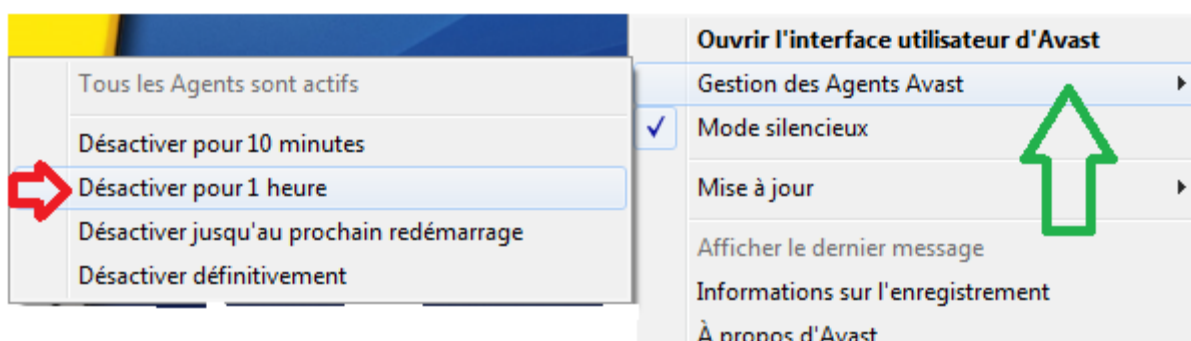 Ouvrir l'interface utilisateur d'Avast
Gestion des Agents Avast
Mode silencieux
Mise à jour
Afficher le dernier message
Informations sur l'enregistrement
À propos d'Avast
Tous les Agents sont actifs
Désactiver pour 10 minutes
Désactiver pour 1 heure
Désactiver jusqu'au prochain redémarrage
Désactiver définitivement